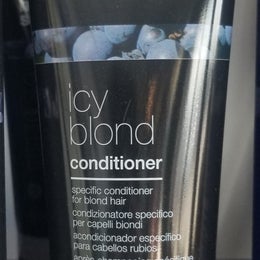 icy
blond
conditioner
specific conditioner
for blond hair
condizionatore specifico
per capelli biondi
acondicionador específico
para cabellos rubios